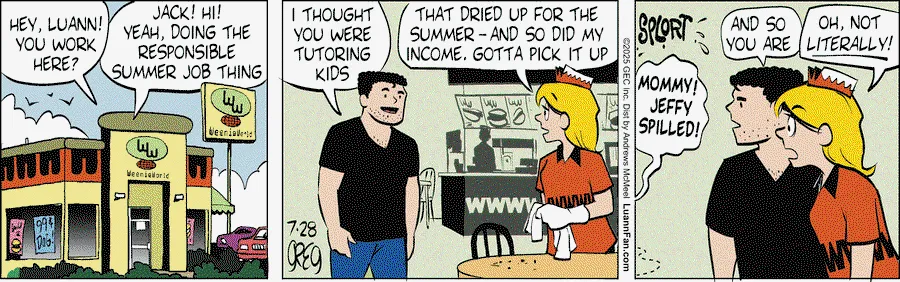 HEY, LUANN!
YOU WORK
HERE?
JACK! HI!
YEAH, DOING THE
RESPONSIBLE
SUMMER JOB THING
WW
WeenieWorld
WW
WeenieWorld
99¢
I THOUGHT
YOU WERE
TUTORING
KIDS
THAT DRIED UP FOR THE
SUMMER - AND SO DID MY
INCOME. GOTTA PICK IT UP
WWWW
7-28
GREG
©2025 GEC Inc. Dist by Andrews McMeel LuannFan.com
SPLORT
MOMMY!
JEFFY
SPILLED!
AND SO
YOU ARE
OH, NOT
LITERALLY!